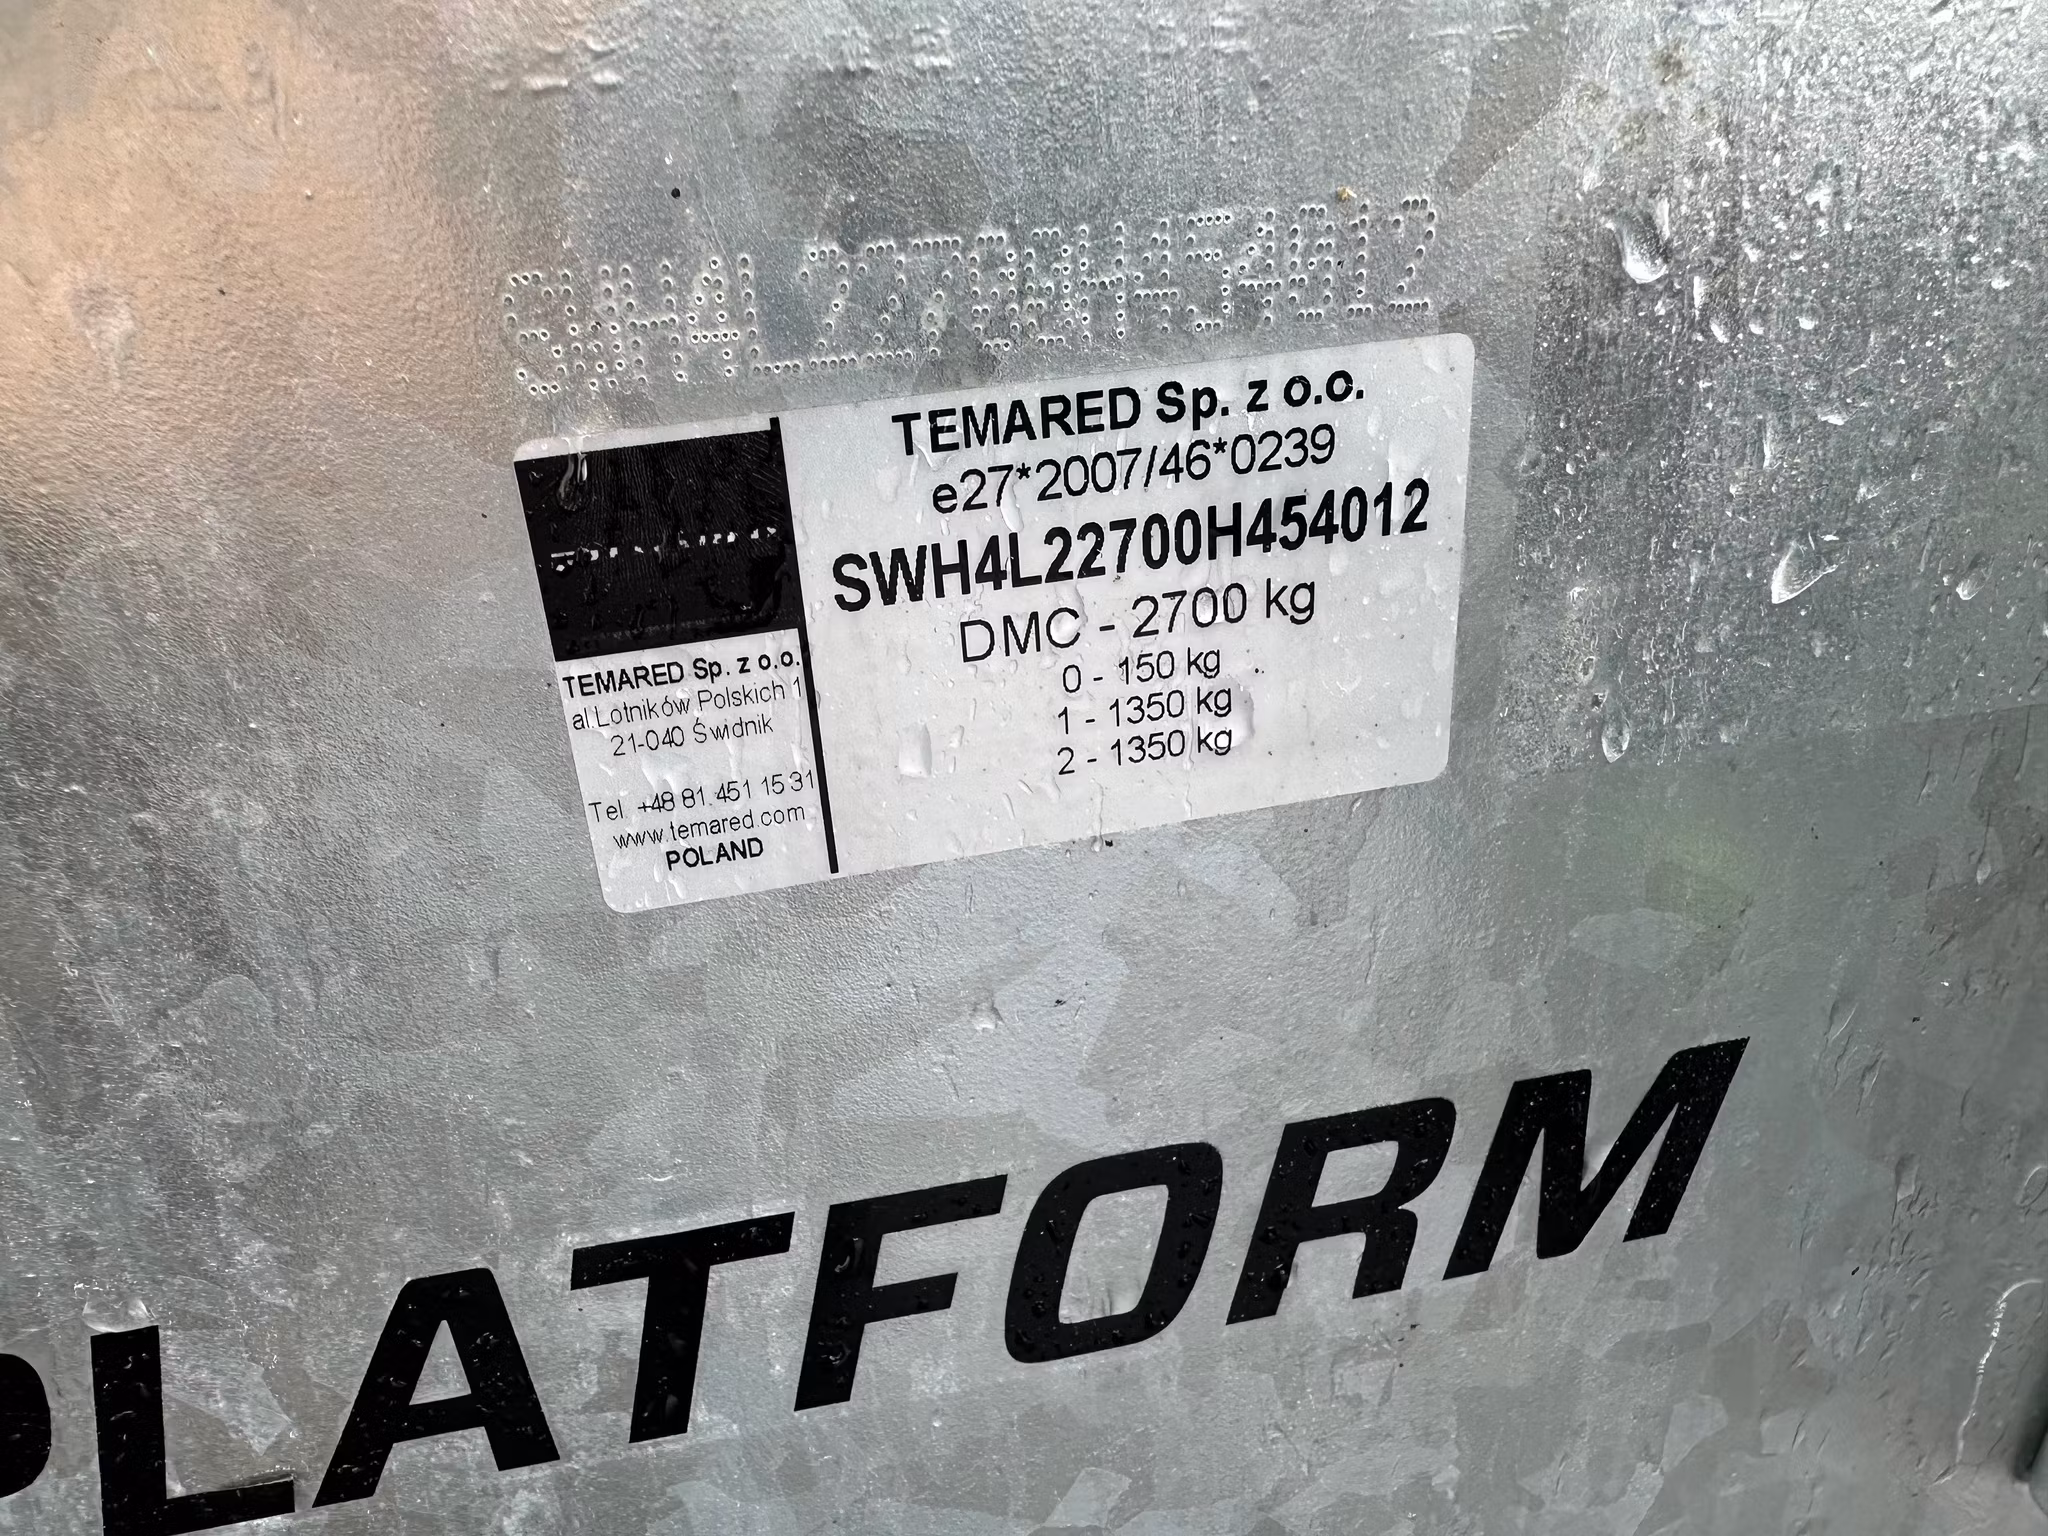 SWH4L22700H454012
TEMARED Sp. z o.o.
e27*2007/46*0239
SWH4L22700H454012
DMC - 2700 kg
0 - 150 kg
1 - 1350 kg
2 - 1350 kg
TEMARED Sp. z o.o.
al.Lotników Polskich 1
21-040 Świdnik
Tel. +48 81 451 15 31
www.temared.com
POLAND
PLATFORM